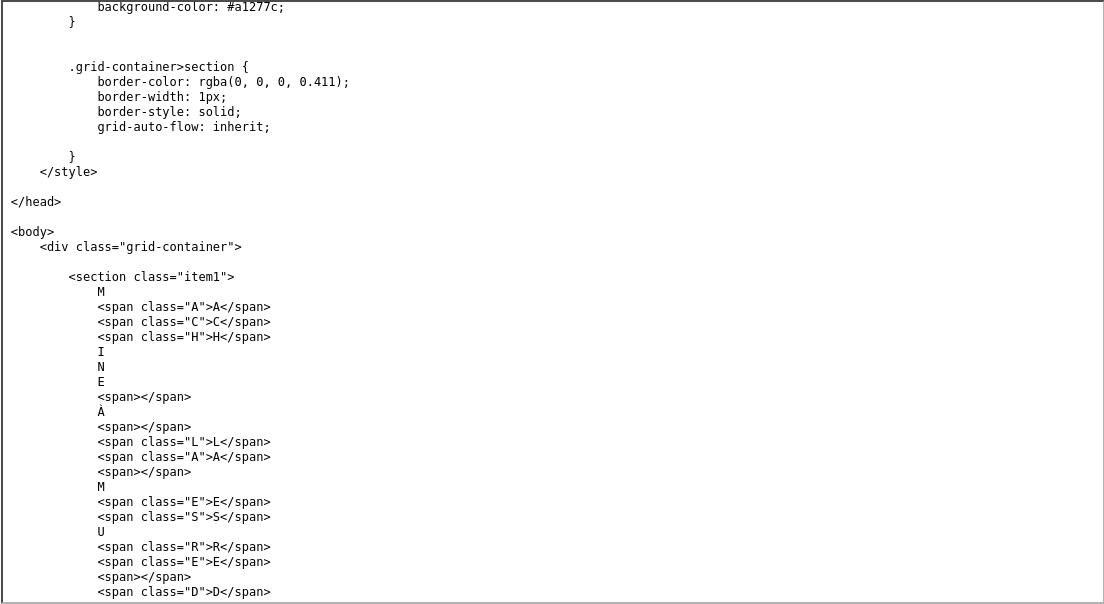 background-color: #a1277c;
        }

        .grid-container>section {
            border-color: rgba(0, 0, 0, 0.411);
            border-width: 1px;
            border-style: solid;
            grid-auto-flow: inherit;

        }
    </style>

</head>

<body>
    <div class="grid-container">

        <section class="item1">
            M
            <span class="A">A</span>
            <span class="C">C</span>
            <span class="H">H</span>
            I
            N
            E
            <span></span>
            À
            <span></span>
            <span class="L">L</span>
            <span class="A">A</span>
            <span></span>
            M
            <span class="E">E</span>
            <span class="S">S</span>
            U
            <span class="R">R</span>
            <span class="E">E</span>
            <span></span>
            <span class="D">D</span>